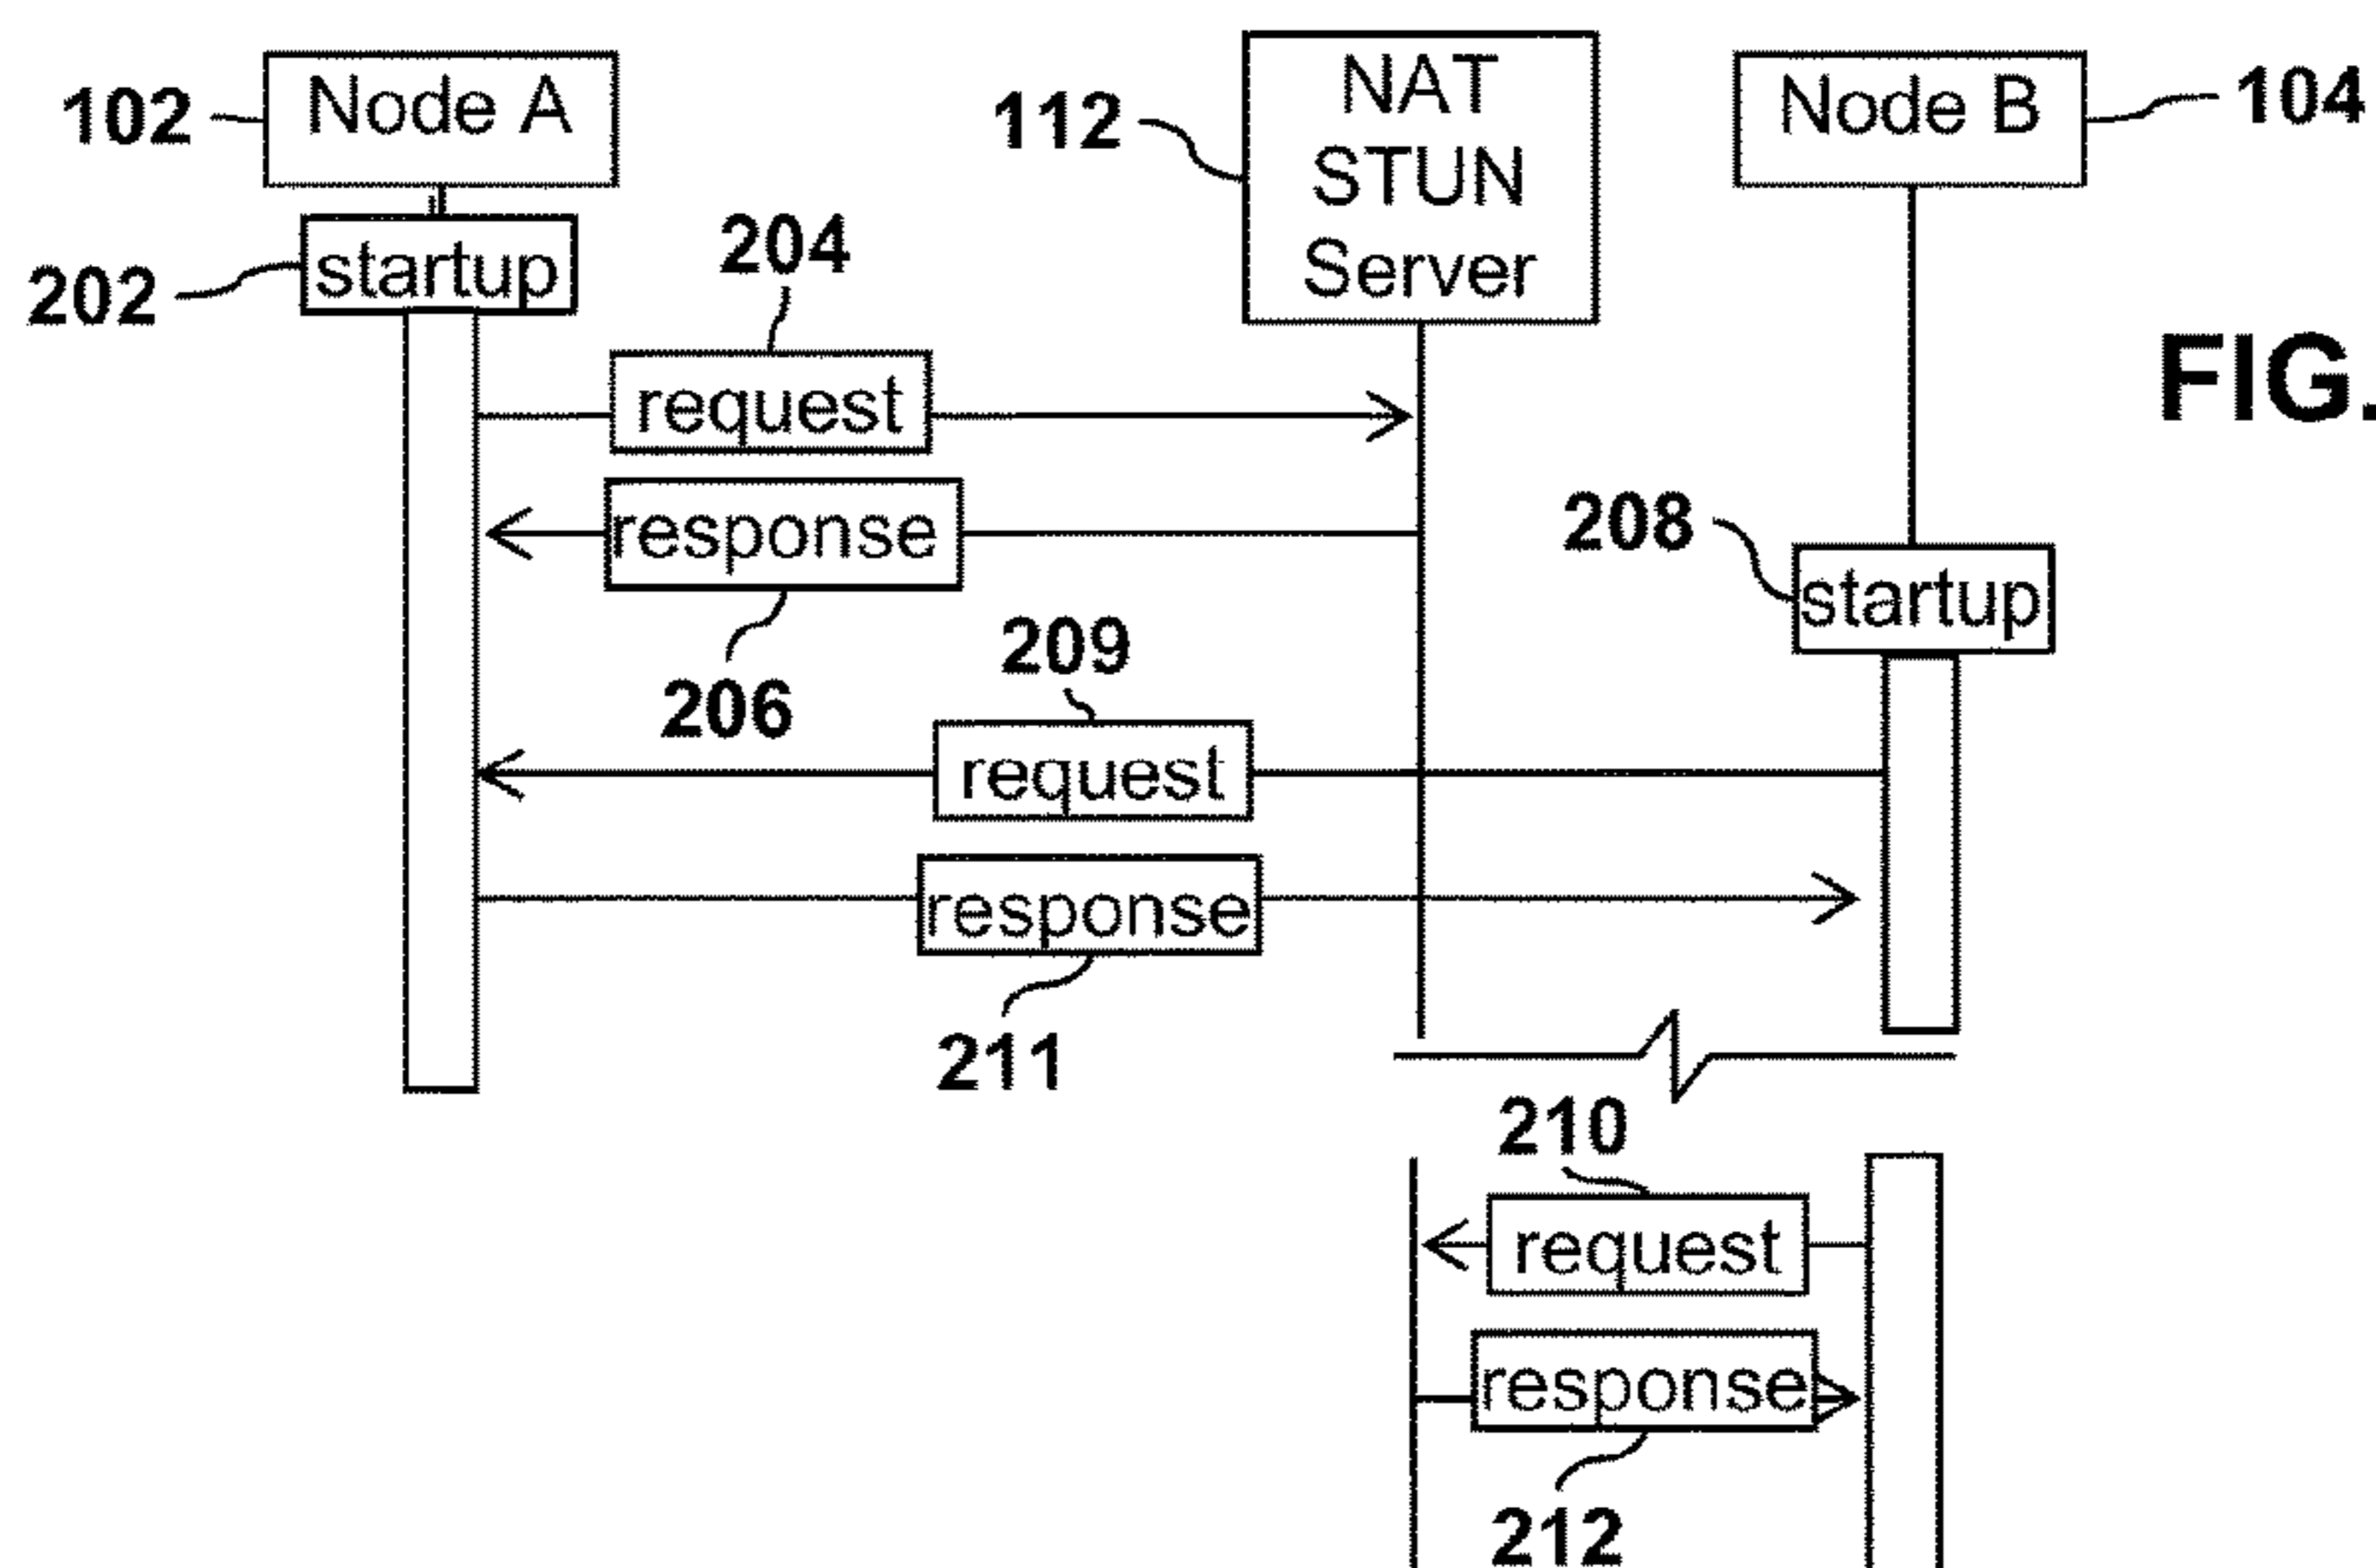 102
Node A
112
NAT
STUN
Server
Node B
104
202
startup
204
request
FIG.
response
206
208
startup
209
request
response
211
210
request
response
212